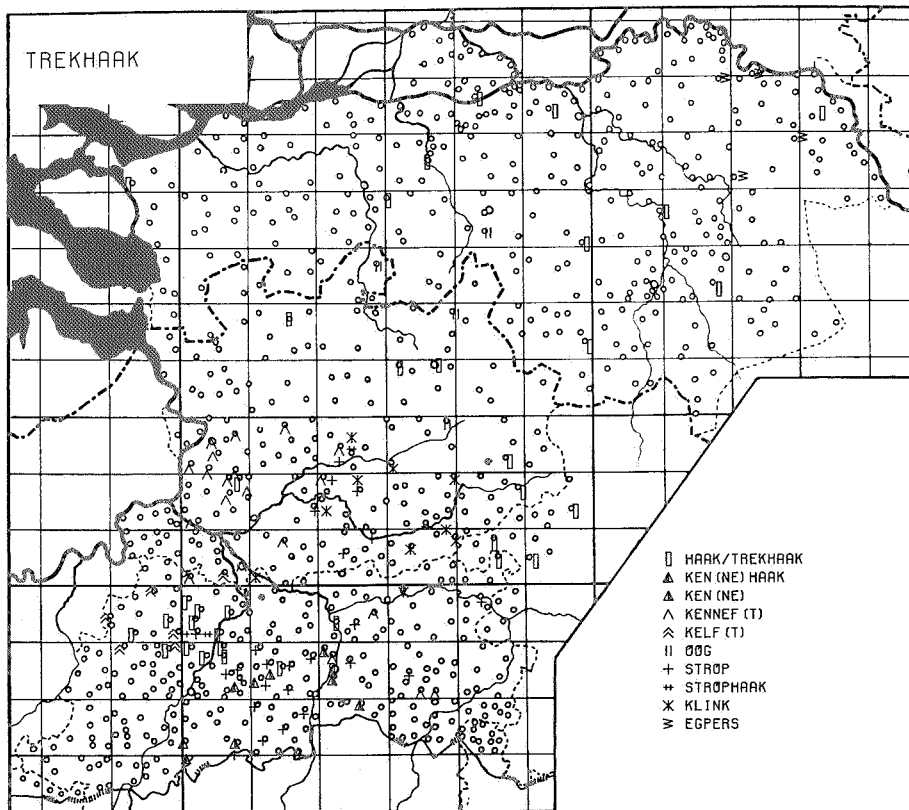 TREKHAAK
HAAK/TREKHAAK
KEN(NE)HAAK
KEN(NE)
KENNEF(T)
KELF(T)
OOG
STROP
STROPHAAK
KLINK
EGPERS